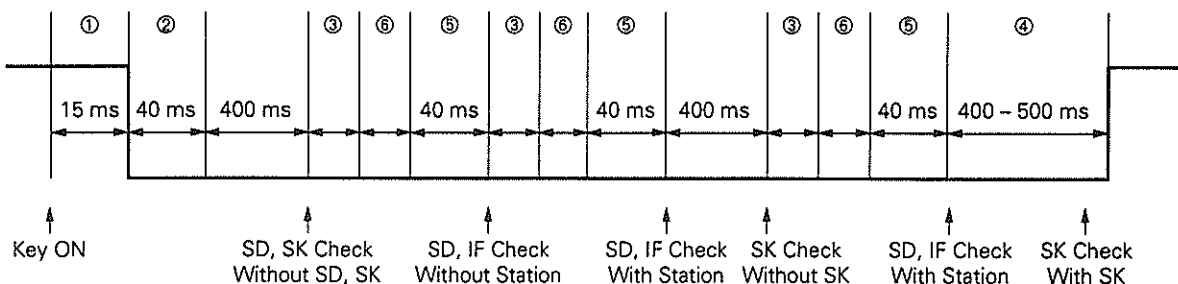 ① ② ③ ⑥ ⑤ ③ ⑥ ⑤ ③ ⑥ ⑤ ④
15 ms 40 ms 400 ms 40 ms 40 ms 400 ms 40 ms 400 – 500 ms
Key ON SD, SK Check SD, IF Check SD, IF Check SK Check SD, IF Check SK Check
Without SD, SK Without Station With Station Without SK With Station With SK